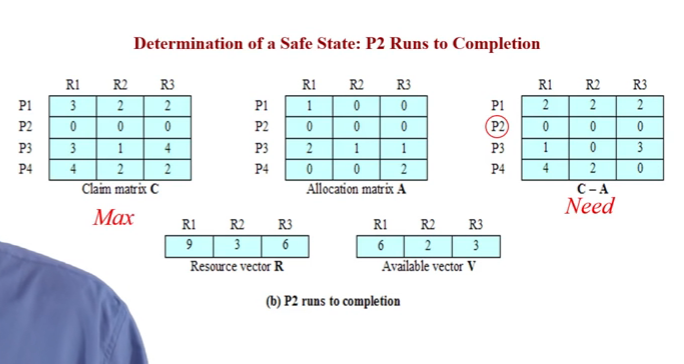 Determination of a Safe State: P2 Runs to Completion
R1 R2 R3
P1 3 2 2
P2 0 0 0
P3 3 1 4
P4 4 2 2
Claim matrix C
Max
R1 R2 R3
P1 1 0 0
P2 0 0 0
P3 2 1 1
P4 0 0 2
Allocation matrix A
R1 R2 R3
P1 2 2 2
P2 0 0 0
P3 1 0 3
P4 4 2 0
C – A
Need
R1 R2 R3
9 3 6
Resource vector R
R1 R2 R3
6 2 3
Available vector V
(b) P2 runs to completion